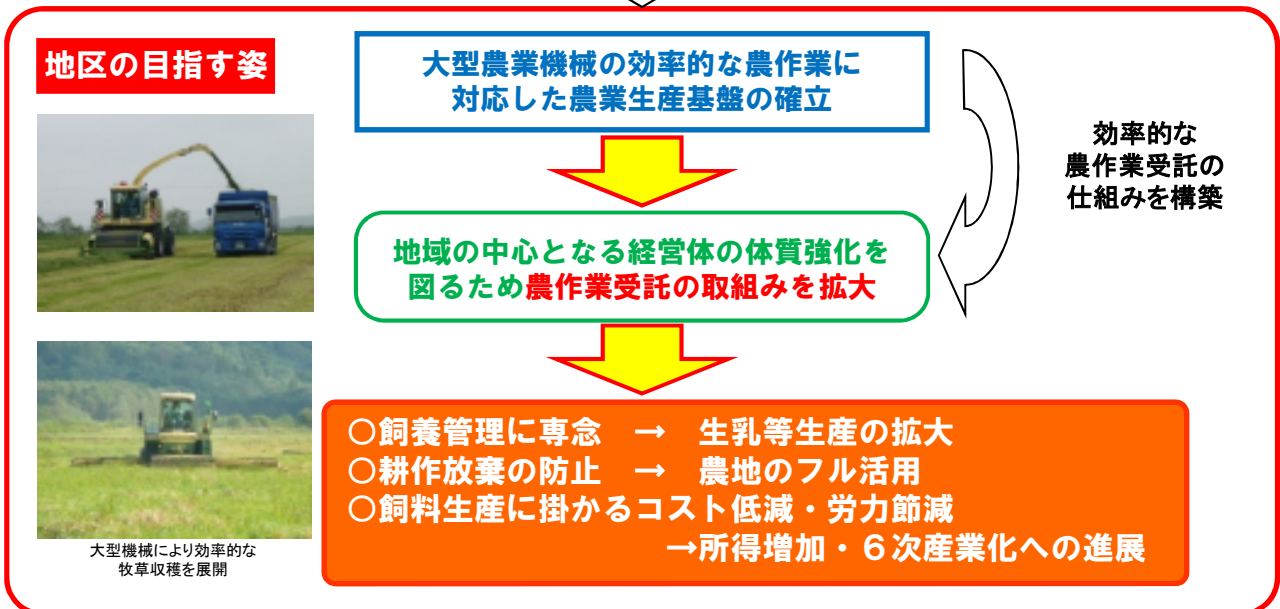 地区の目指す姿
大型農業機械の効率的な農作業に
対応した農業生産基盤の確立
効率的な
農作業受託の
仕組みを構築
地域の中心となる経営体の体質強化を
図るため農作業受託の取組みを拡大
○飼養管理に専念　→　生乳等生産の拡大
○耕作放棄の防止　→　農地のフル活用
○飼料生産に掛かるコスト低減・労力節減
→所得増加・６次産業化への進展
大型機械により効率的な
牧草収穫を展開